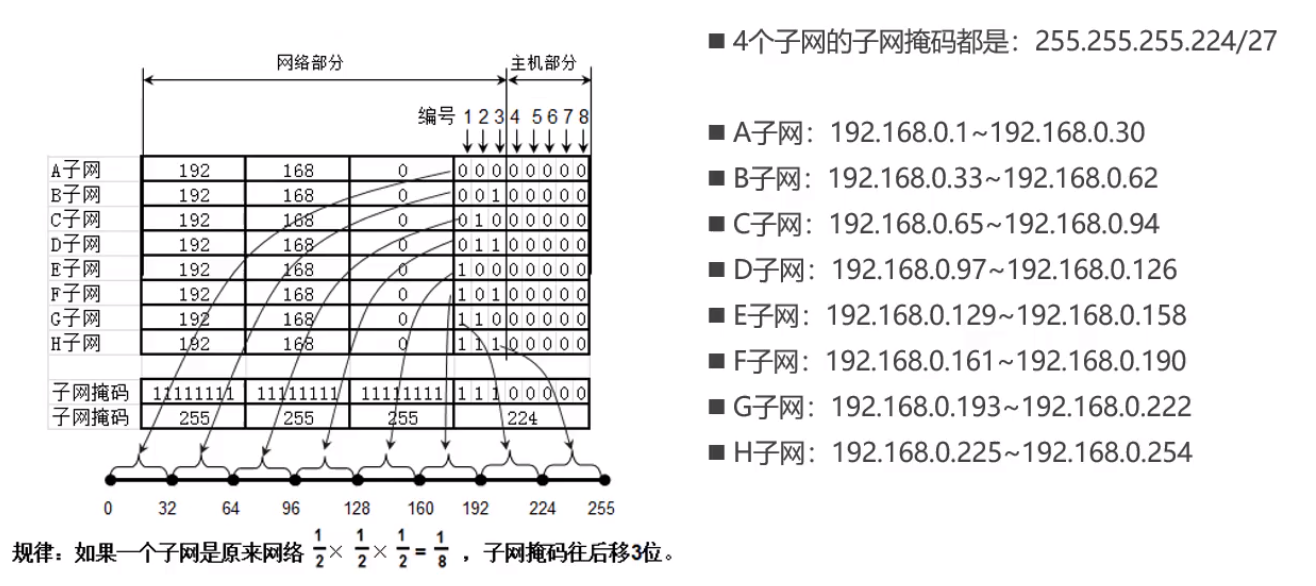 网络部分 主机部分
编号 1 2 3 4 5 6 7 8
A子网 192 168 0 0 0 0 0 0 0 0 0
B子网 192 168 0 0 0 1 0 0 0 0 0
C子网 192 168 0 0 1 0 0 0 0 0 0
D子网 192 168 0 0 1 1 0 0 0 0 0
E子网 192 168 0 1 0 0 0 0 0 0 0
F子网 192 168 0 1 0 1 0 0 0 0 0
G子网 192 168 0 1 1 0 0 0 0 0 0
H子网 192 168 0 1 1 1 0 0 0 0 0
子网掩码 11111111 11111111 11111111 1 1 1 0 0 0 0 0
子网掩码 255 255 255 224
0 32 64 96 128 160 192 224 255
规律：如果一个子网是原来网络 1/2 × 1/2 × 1/2 = 1/8 ，子网掩码往后移3位。
■ 4个子网的子网掩码都是：255.255.255.224/27
■ A子网：192.168.0.1~192.168.0.30
■ B子网：192.168.0.33~192.168.0.62
■ C子网：192.168.0.65~192.168.0.94
■ D子网：192.168.0.97~192.168.0.126
■ E子网：192.168.0.129~192.168.0.158
■ F子网：192.168.0.161~192.168.0.190
■ G子网：192.168.0.193~192.168.0.222
■ H子网：192.168.0.225~192.168.0.254